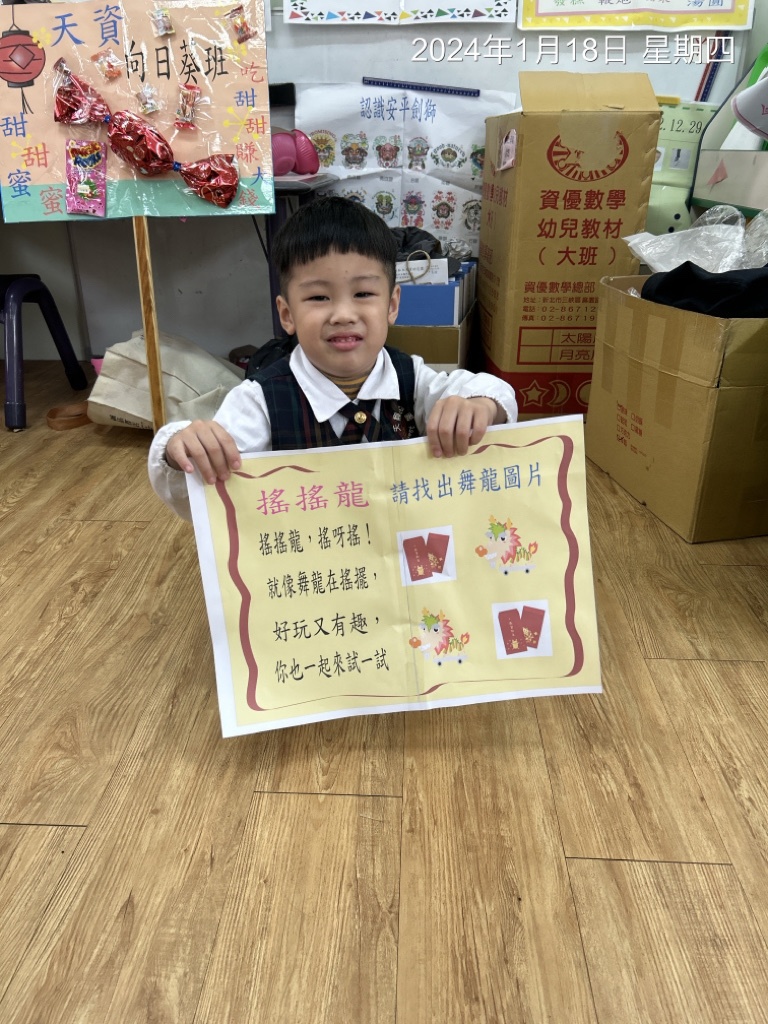 2024年1月18日 星期四
天資
向日葵班
吃甜甜賺大錢
甜甜蜜蜜
認識安平劍獅
2.12.29
資優數學
幼兒教材
(大班)
資優數學總部
太陽
月亮
搖搖龍
請找出舞龍圖片
搖搖龍,搖呀搖!
就像舞龍在搖擺,
好玩又有趣,
你也一起來試一試